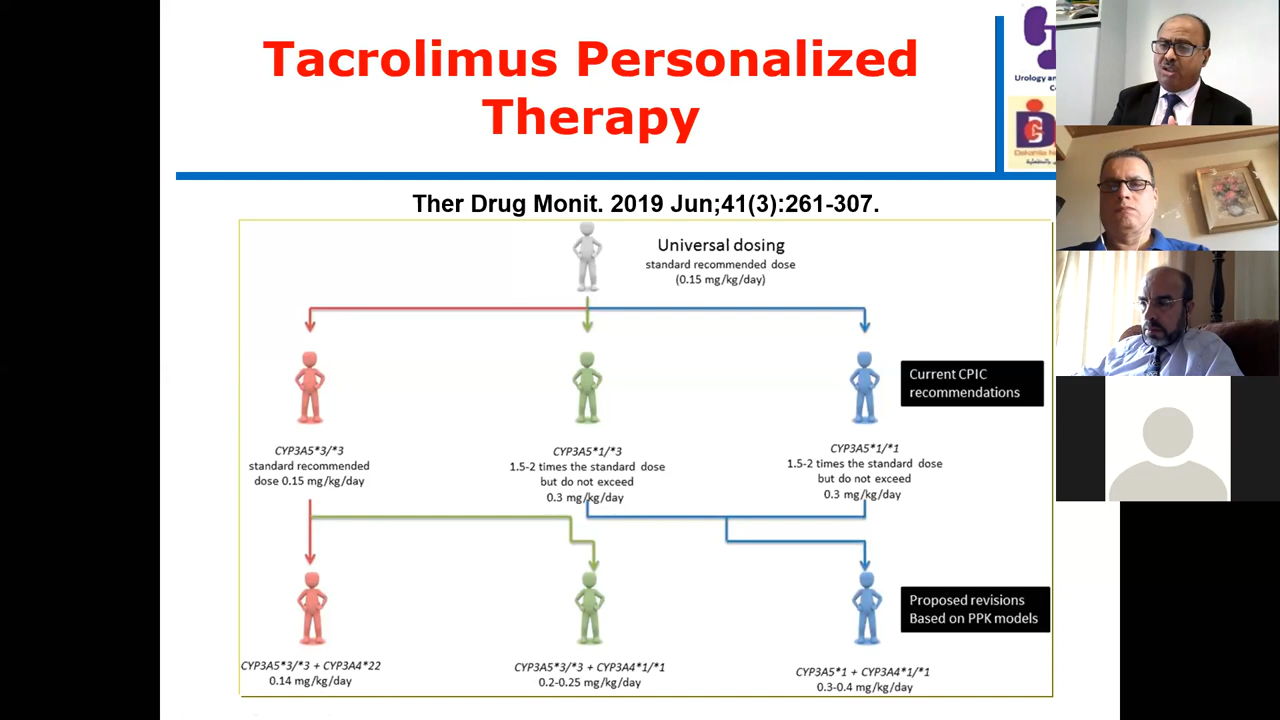 Tacrolimus Personalized
Therapy
Urology an
Ther Drug Monit. 2019 Jun;41(3):261-307.
Universal dosing
standard recommended dose
(0.15 mg/kg/day)
Current CPIC
recommendations
CYP3A5*3/*3
standard recommended
dose 0.15 mg/kg/day
CYP3A5*1/*3
1.5-2 times the standard dose
but do not exceed
0.3 mg/kg/day
CYP3A5*1/*1
1.5-2 times the standard dose
but do not exceed
0.3 mg/kg/day
Proposed revisions
Based on PPK models
CYP3A5*3/*3 + CYP3A4*22
0.14 mg/kg/day
CYP3A5*3/*3 + CYP3A4*1/*1
0.2-0.25 mg/kg/day
CYP3A5*1 + CYP3A4*1/*1
0.3-0.4 mg/kg/day